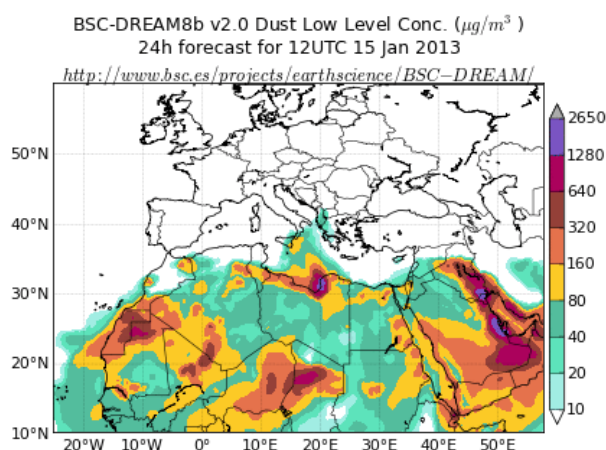 BSC-DREAM8b v2.0 Dust Low Level Conc. (μg/m³ )
24h forecast for 12UTC 15 Jan 2013
http://www.bsc.es/projects/earthscience/BSC−DREAM/
50°N
40°N
30°N
20°N
10°N
20°W
10°W
0°
10°E
20°E
30°E
40°E
50°E
2650
1280
640
320
160
80
40
20
10